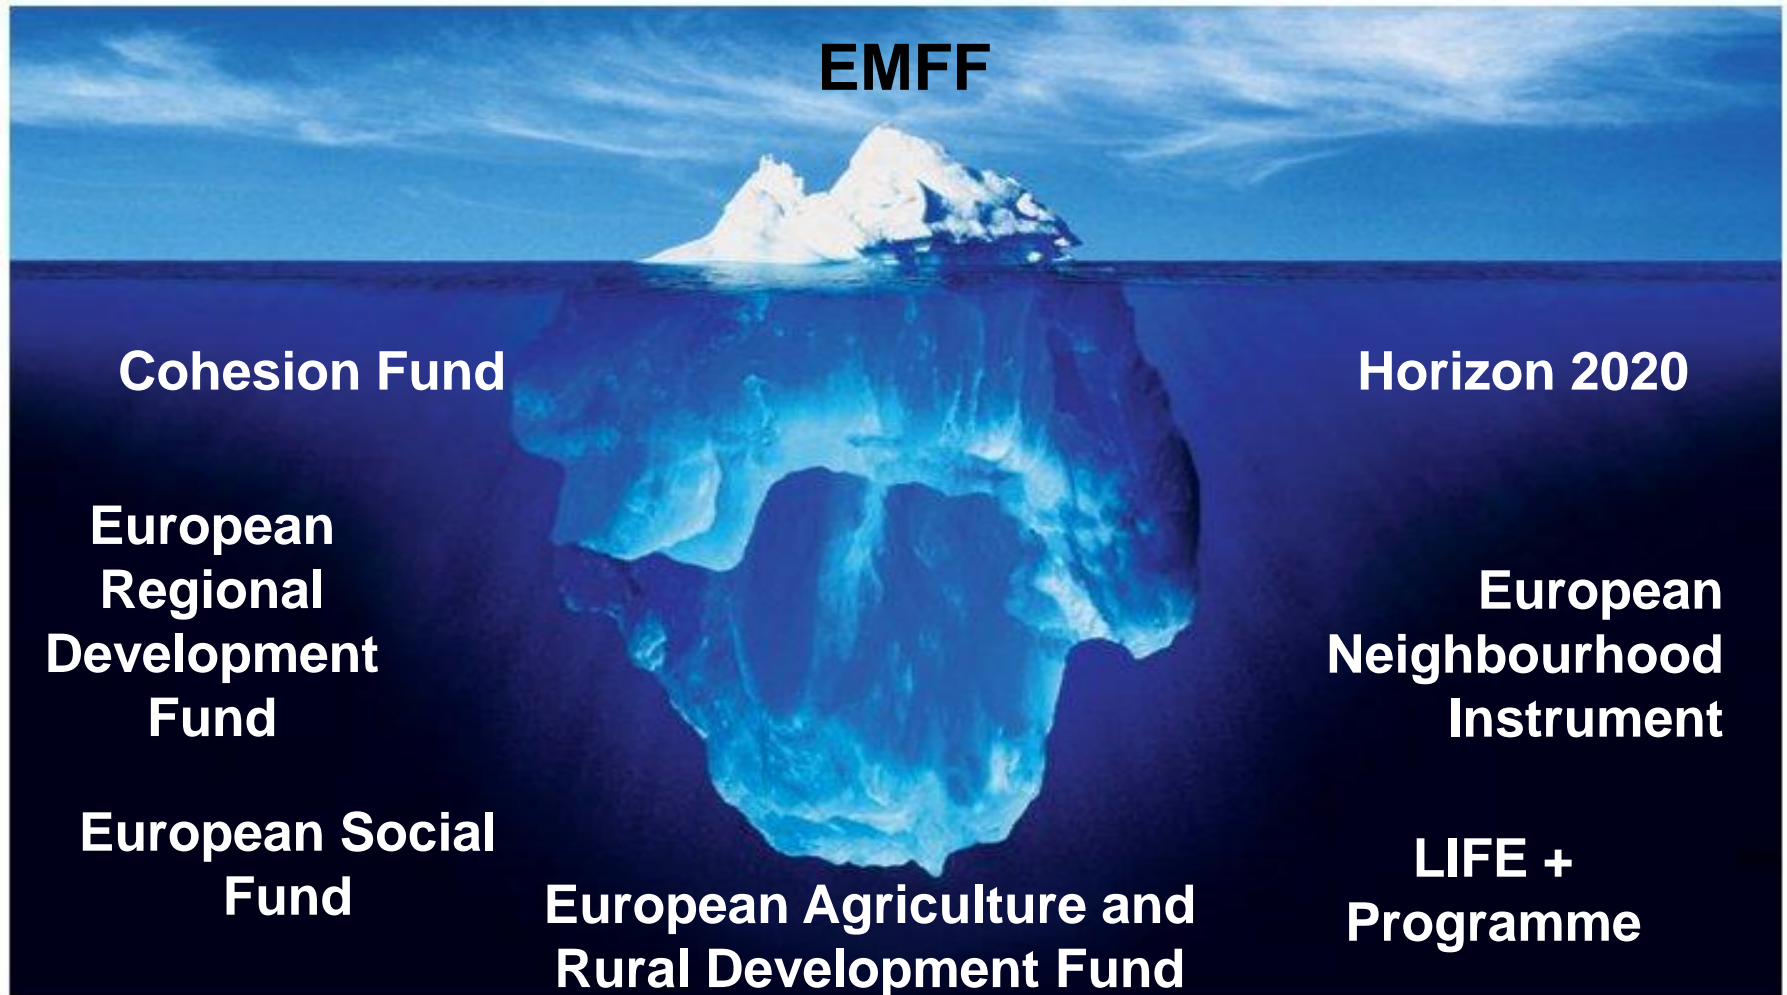 EMFF
Cohesion Fund
Horizon 2020
European
Regional
Development
Fund
European
Neighbourhood
Instrument
European Social
Fund
LIFE +
Programme
European Agriculture and
Rural Development Fund